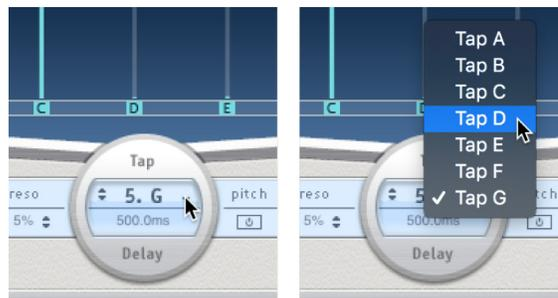 C D E
Tap
reso
5. G
pitch
5%
500.0ms
Delay
C
Tap A
Tap B
Tap C
Tap D
Tap E
Tap F
✓ Tap G
reso
5
5%
500.0ms
Delay